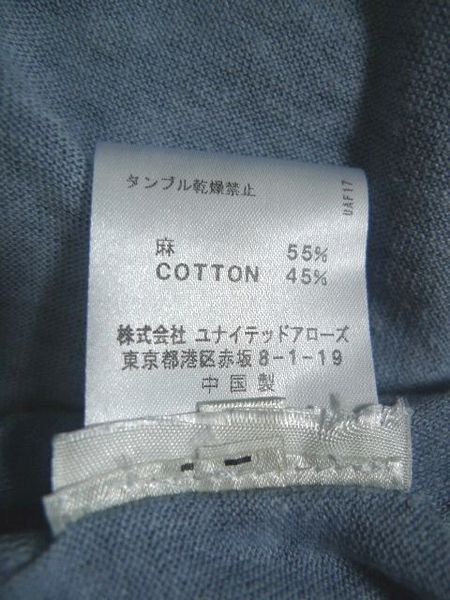 タンブル乾燥禁止
UAF17
麻 55%
COTTON 45%
株式会社 ユナイテッドアローズ
東京都港区赤坂8-1-19
中国製